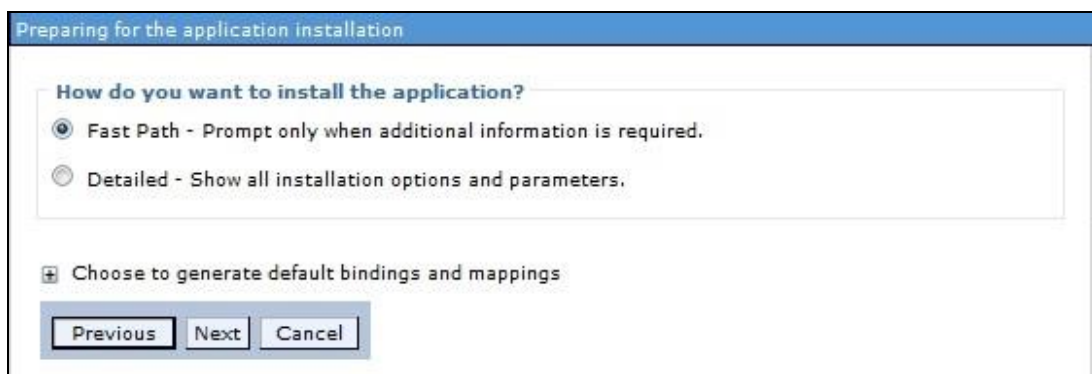 Preparing for the application installation
How do you want to install the application?
Fast Path - Prompt only when additional information is required.
Detailed - Show all installation options and parameters.
Choose to generate default bindings and mappings
Previous Next Cancel